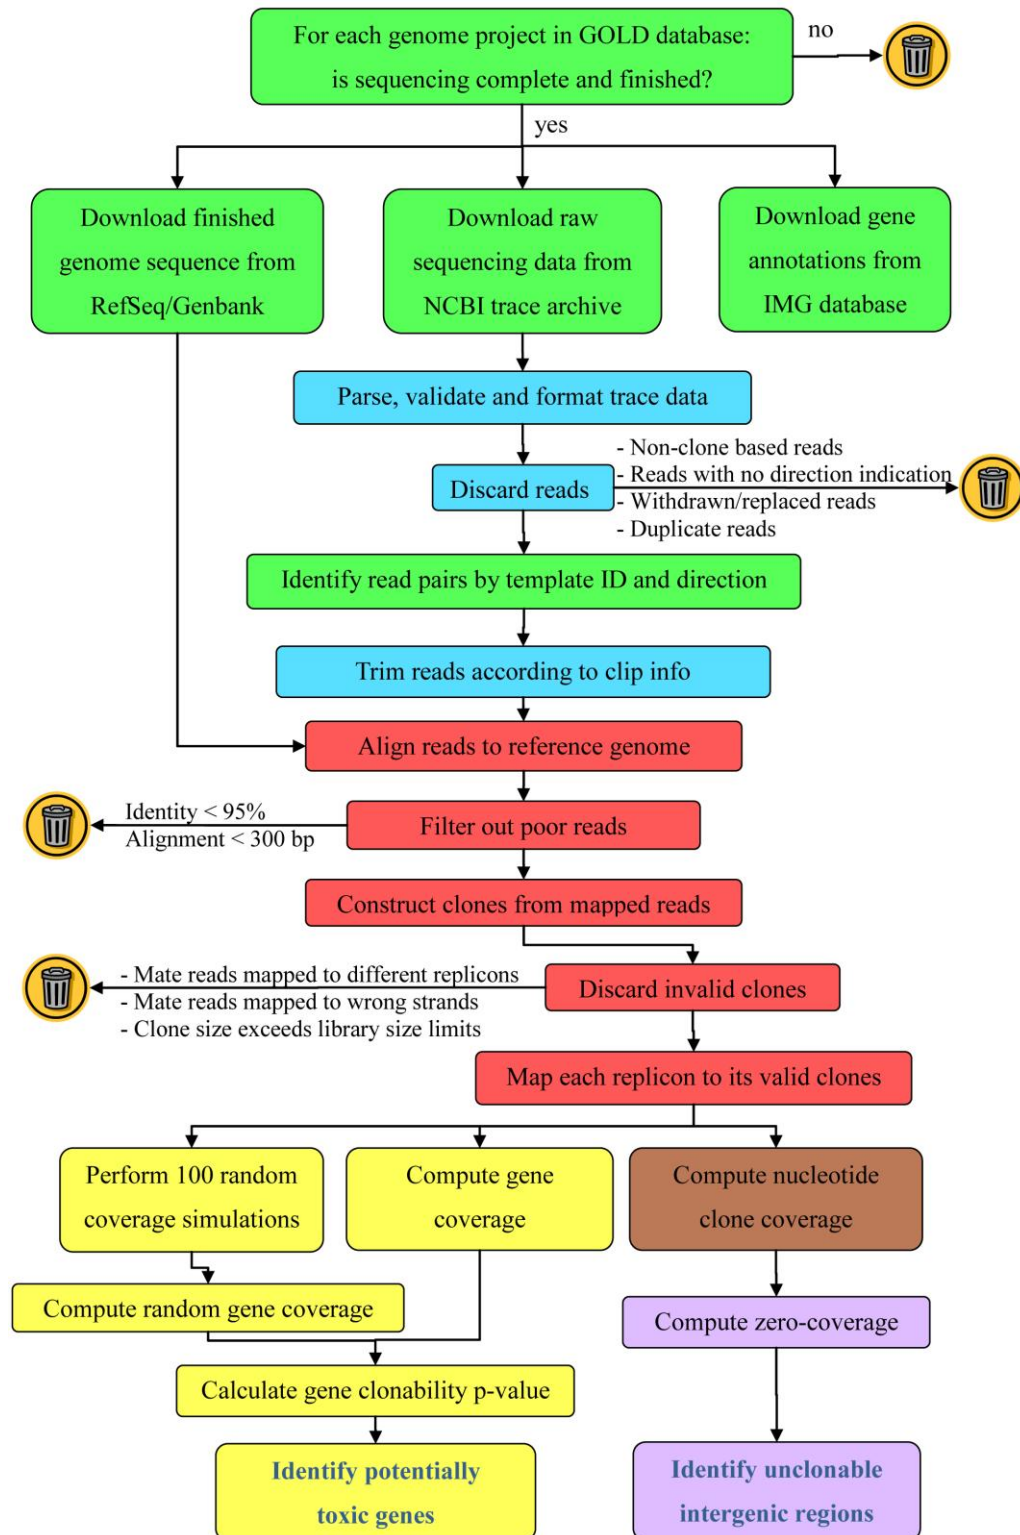 For each genome project in GOLD database:
is sequencing complete and finished?
no
yes
Download finished
genome sequence from
RefSeq/Genbank
Download raw
sequencing data from
NCBI trace archive
Download gene
annotations from
IMG database
Parse, validate and format trace data
Discard reads
- Non-clone based reads
- Reads with no direction indication
- Withdrawn/replaced reads
- Duplicate reads
Identify read pairs by template ID and direction
Trim reads according to clip info
Align reads to reference genome
Identity < 95%
Alignment < 300 bp
Filter out poor reads
Construct clones from mapped reads
- Mate reads mapped to different replicons
- Mate reads mapped to wrong strands
- Clone size exceeds library size limits
Discard invalid clones
Map each replicon to its valid clones
Perform 100 random
coverage simulations
Compute gene
coverage
Compute nucleotide
clone coverage
Compute random gene coverage
Compute zero-coverage
Calculate gene clonability p-value
Identify potentially
toxic genes
Identify unclonable
intergenic regions